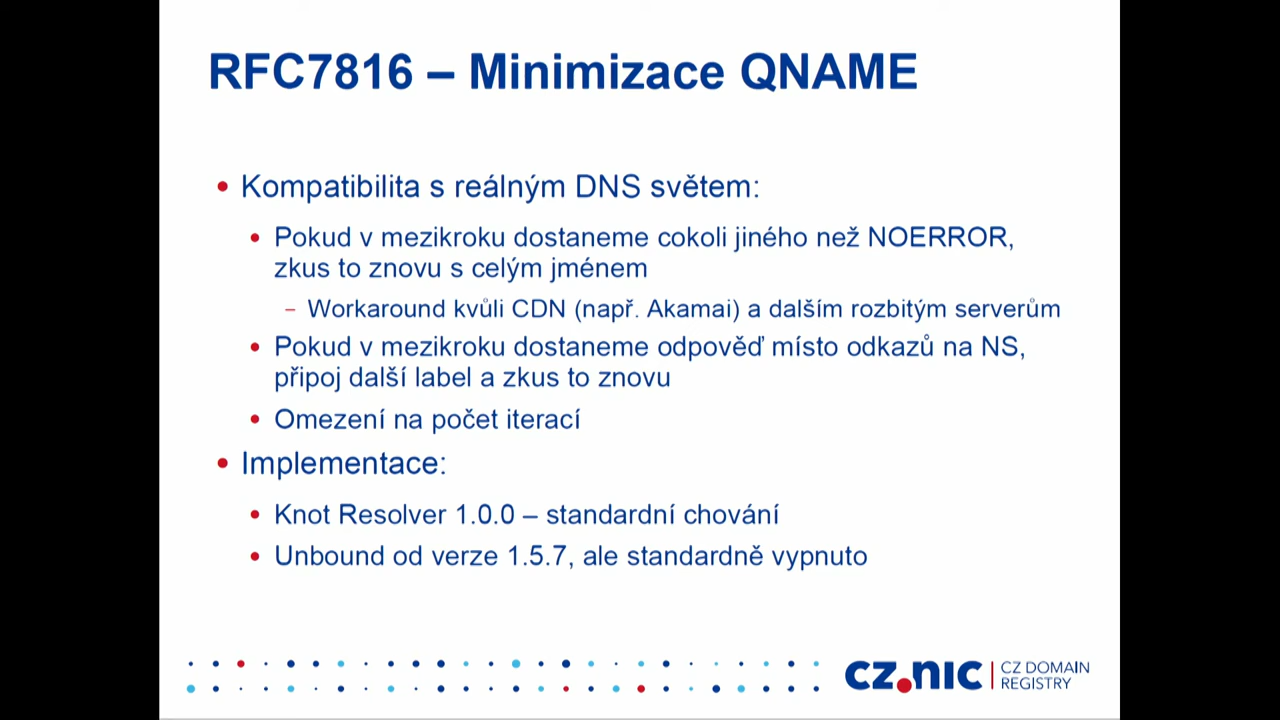 RFC7816 – Minimizace QNAME
Kompatibilita s reálným DNS světem:
Pokud v mezikroku dostaneme cokoli jiného než NOERROR,
zkus to znovu s celým jménem
Workaround kvůli CDN (např. Akamai) a dalším rozbitým serverům
Pokud v mezikroku dostaneme odpověď místo odkazů na NS,
připoj další label a zkus to znovu
Omezení na počet iterací
Implementace:
Knot Resolver 1.0.0 – standardní chování
Unbound od verze 1.5.7, ale standardně vypnuto
CZ.NIC
CZ DOMAIN
REGISTRY